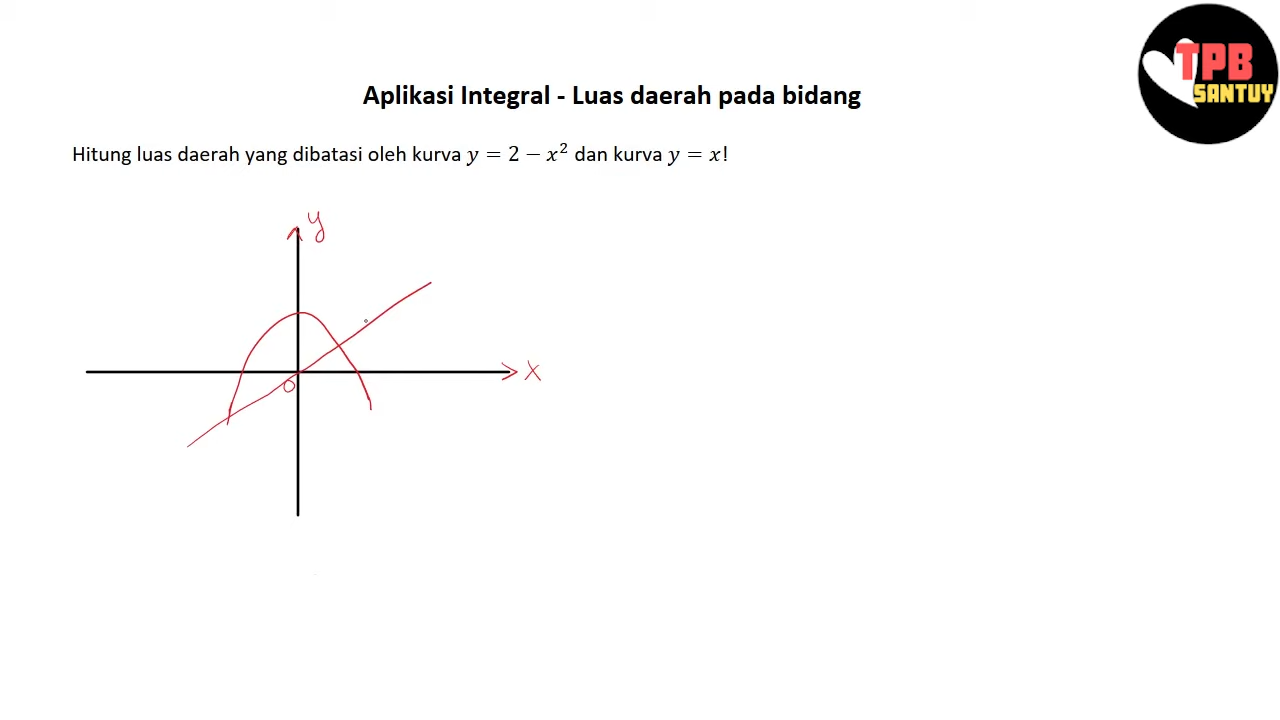 TPB
SANTUY
Aplikasi Integral - Luas daerah pada bidang
Hitung luas daerah yang dibatasi oleh kurva y = 2 − x² dan kurva y = x!
y
0
x